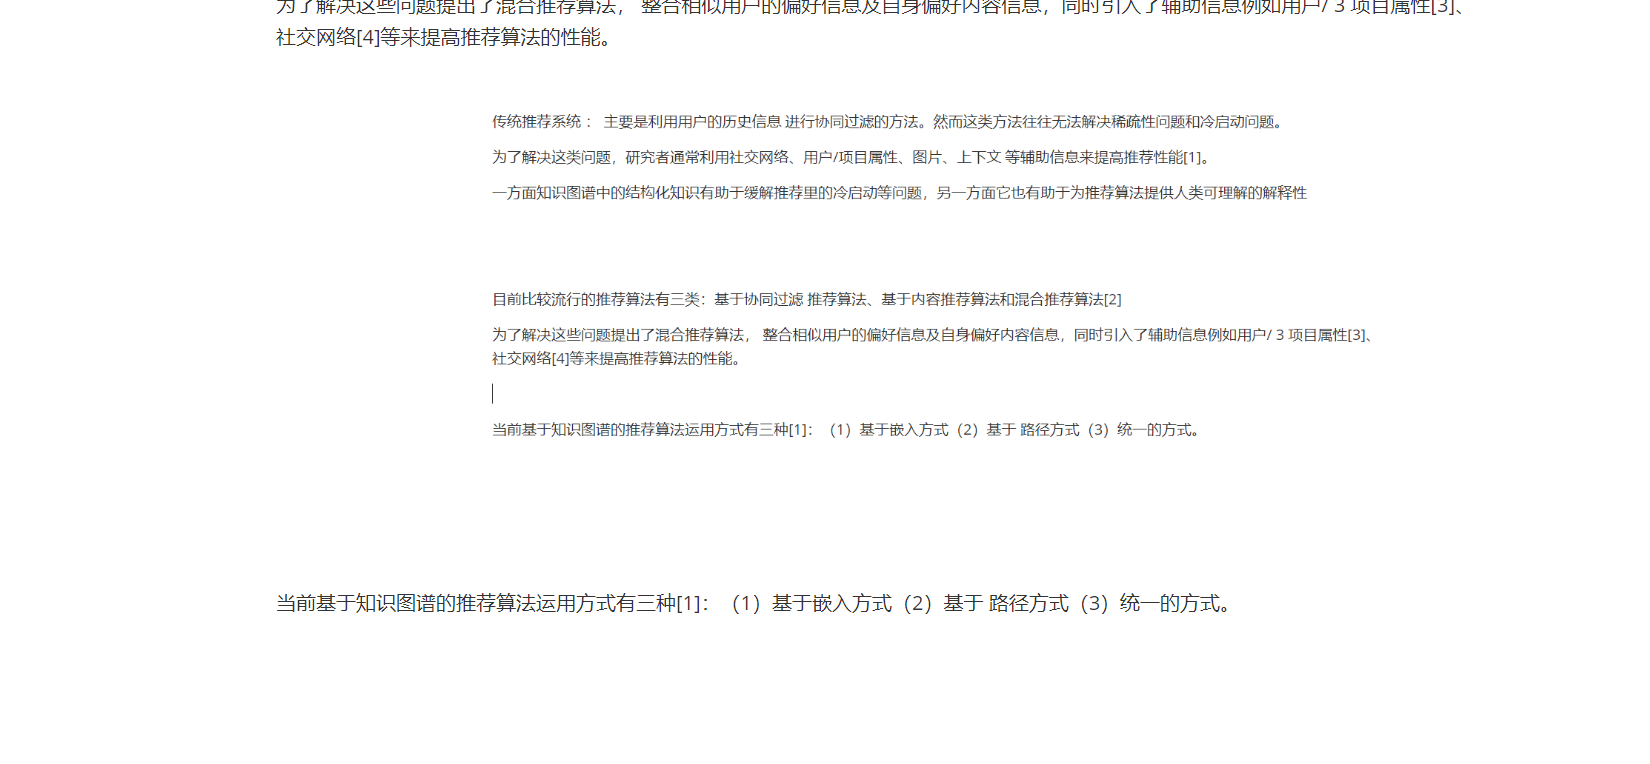 为了解决这些问题提出了混合推荐算法， 整合相似用户的偏好信息及自身偏好内容信息，同时引入了辅助信息例如用户/ 3 项目属性[3]、
社交网络[4]等来提高推荐算法的性能。
传统推荐系统： 主要是利用用户的历史信息 进行协同过滤的方法。然而这类方法往往无法解决稀疏性问题和冷启动问题。
为了解决这类问题，研究者通常利用社交网络、用户/项目属性、图片、上下文 等辅助信息来提高推荐性能[1]。
一方面知识图谱中的结构化知识有助于缓解推荐里的冷启动等问题，另一方面它也有助于为推荐算法提供人类可理解的解释性
目前比较流行的推荐算法有三类：基于协同过滤 推荐算法、基于内容推荐算法和混合推荐算法[2]
为了解决这些问题提出了混合推荐算法， 整合相似用户的偏好信息及自身偏好内容信息，同时引入了辅助信息例如用户/ 3 项目属性[3]、
社交网络[4]等来提高推荐算法的性能。
当前基于知识图谱的推荐算法运用方式有三种[1]：（1）基于嵌入方式（2）基于 路径方式（3）统一的方式。
当前基于知识图谱的推荐算法运用方式有三种[1]：（1）基于嵌入方式（2）基于 路径方式（3）统一的方式。